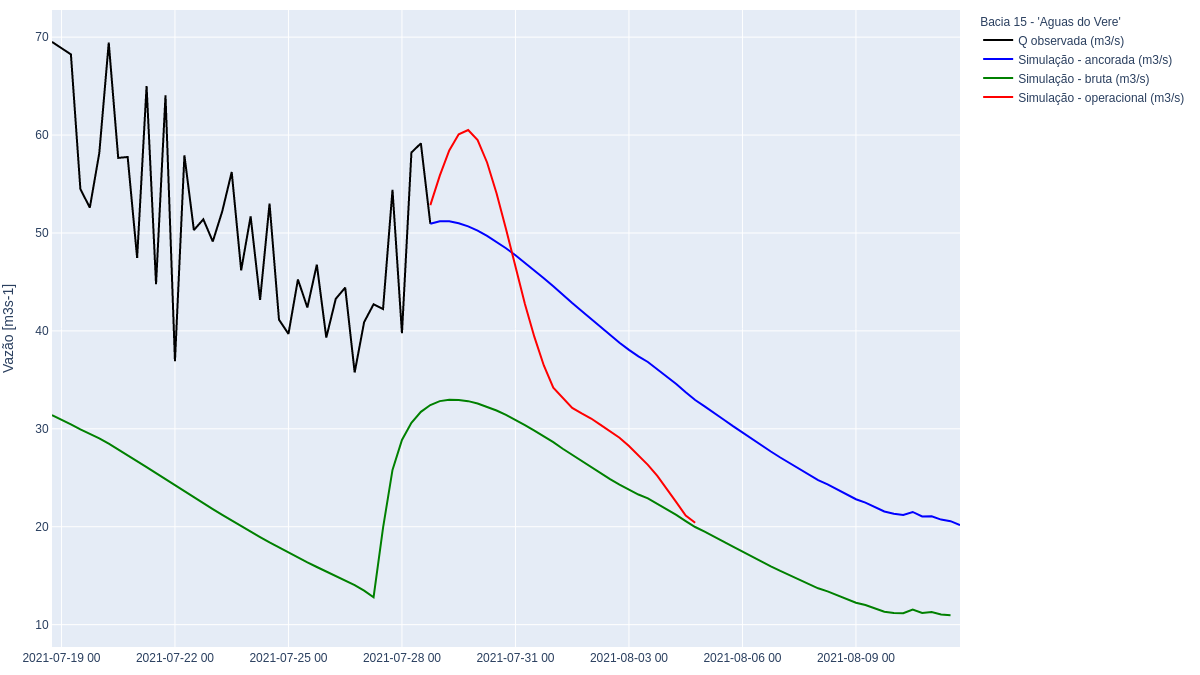 Bacia 15 - 'Aguas do Vere'
Q observada (m3/s)
Simulação - ancorada (m3/s)
Simulação - bruta (m3/s)
Simulação - operacional (m3/s)
Vazão [m3s-1]
70
60
50
40
30
20
10
2021-07-19 00
2021-07-22 00
2021-07-25 00
2021-07-28 00
2021-07-31 00
2021-08-03 00
2021-08-06 00
2021-08-09 00